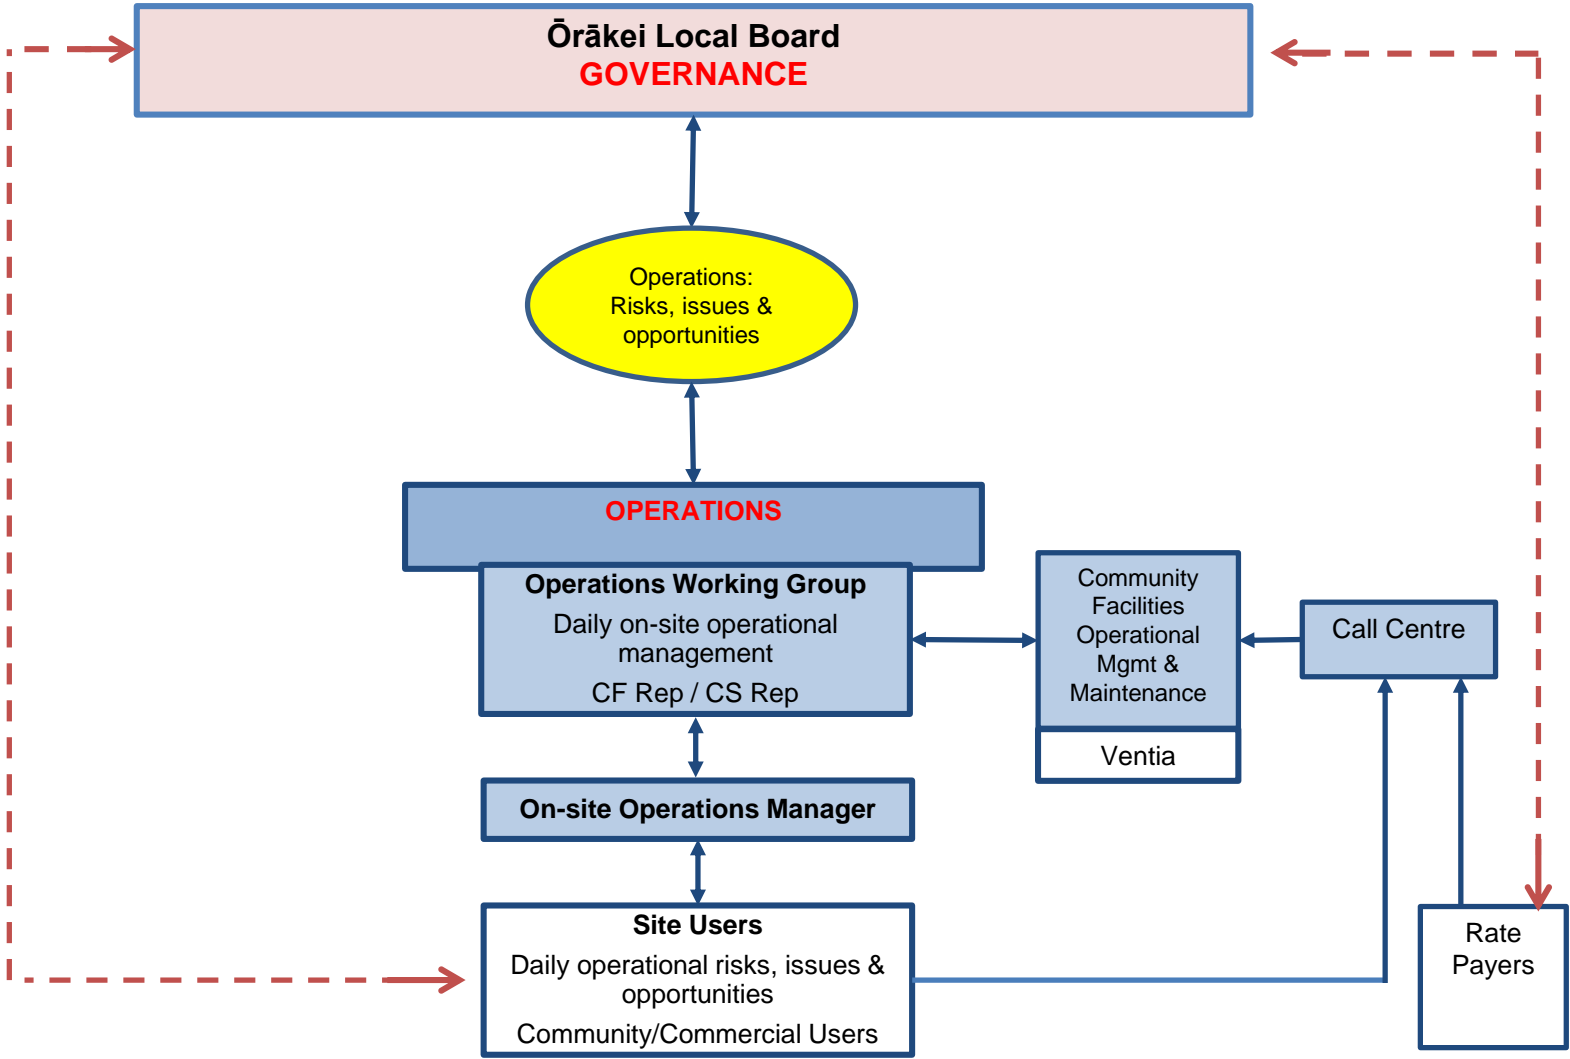 Ōrākei Local Board
GOVERNANCE
Operations:
Risks, issues &
opportunities
OPERATIONS
Operations Working Group
Daily on-site operational
management
CF Rep / CS Rep
Community
Facilities
Operational
Mgmt &
Maintenance
Ventia
Call Centre
On-site Operations Manager
Site Users
Daily operational risks, issues &
opportunities
Community/Commercial Users
Rate
Payers